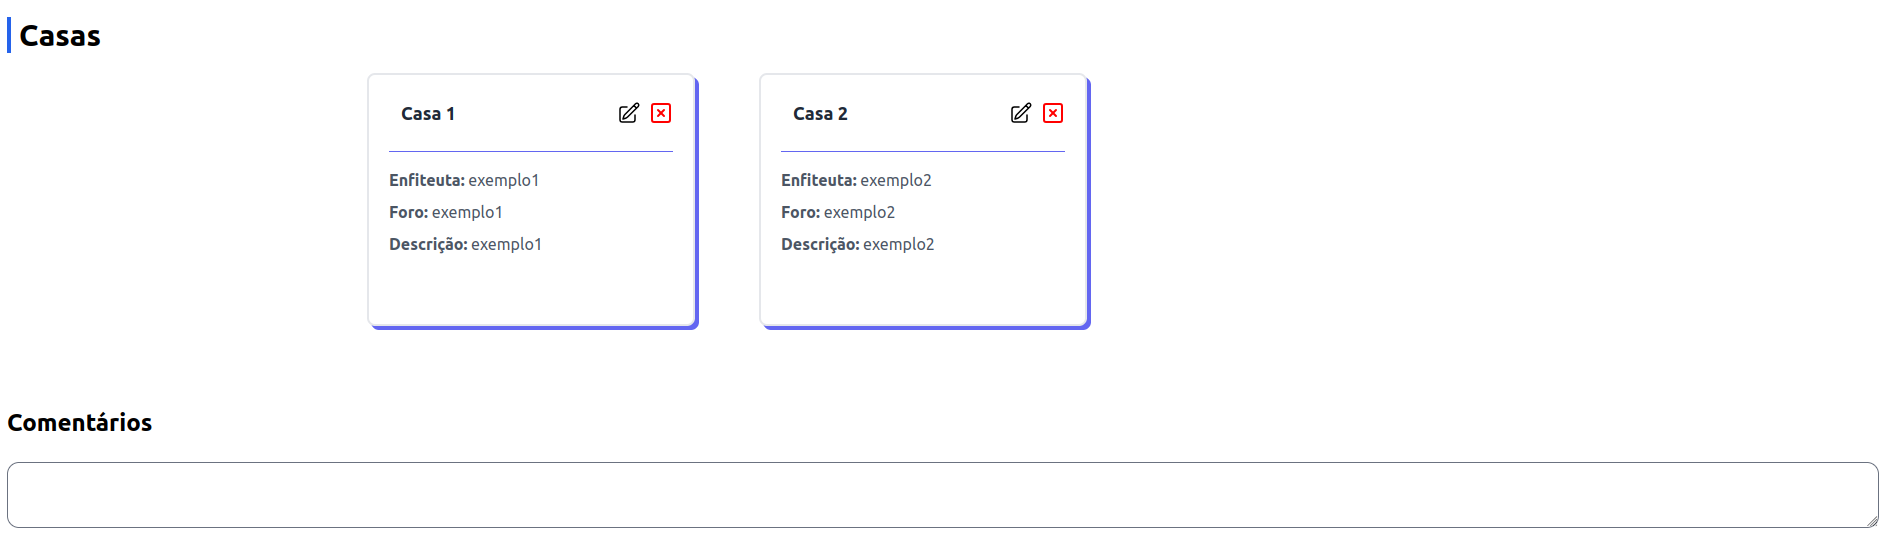 Casas
Casa 1
Enfiteuta: exemplo1
Foro: exemplo1
Descrição: exemplo1
Casa 2
Enfiteuta: exemplo2
Foro: exemplo2
Descrição: exemplo2
Comentários